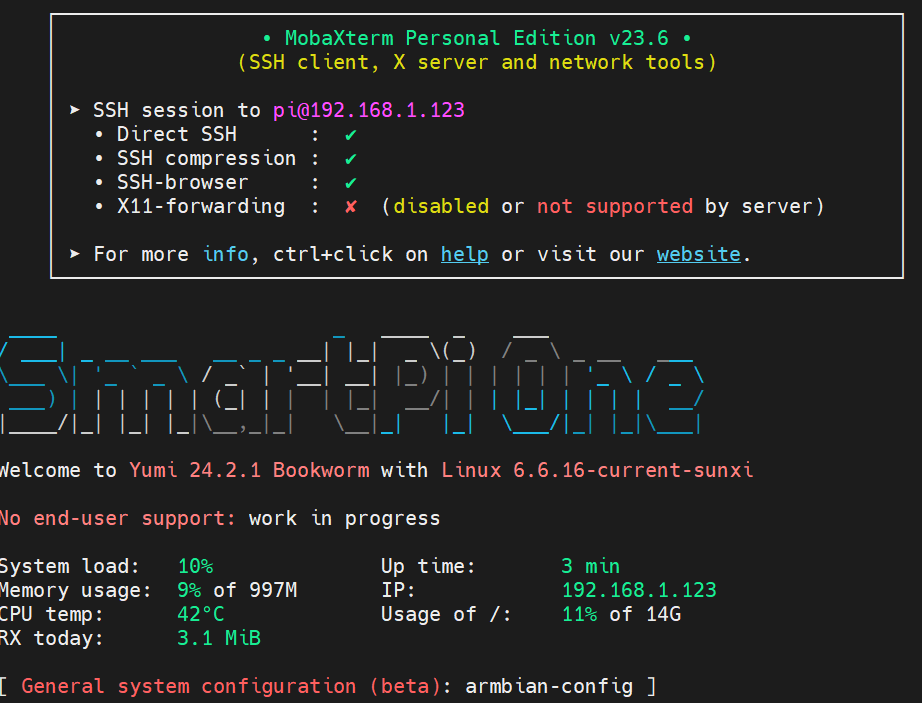 • MobaXterm Personal Edition v23.6 •
(SSH client, X server and network tools)
➤ SSH session to pi@192.168.1.123
• Direct SSH : ✔
• SSH compression : ✔
• SSH-browser : ✔
• X11-forwarding : ✘ (disabled or not supported by server)
➤ For more info, ctrl+click on help or visit our website.
SmartPi One
Welcome to Yumi 24.2.1 Bookworm with Linux 6.6.16-current-sunxi
No end-user support: work in progress
System load: 10% Up time: 3 min
Memory usage: 9% of 997M IP: 192.168.1.123
CPU temp: 42°C Usage of /: 11% of 14G
RX today: 3.1 MiB
[ General system configuration (beta): armbian-config ]